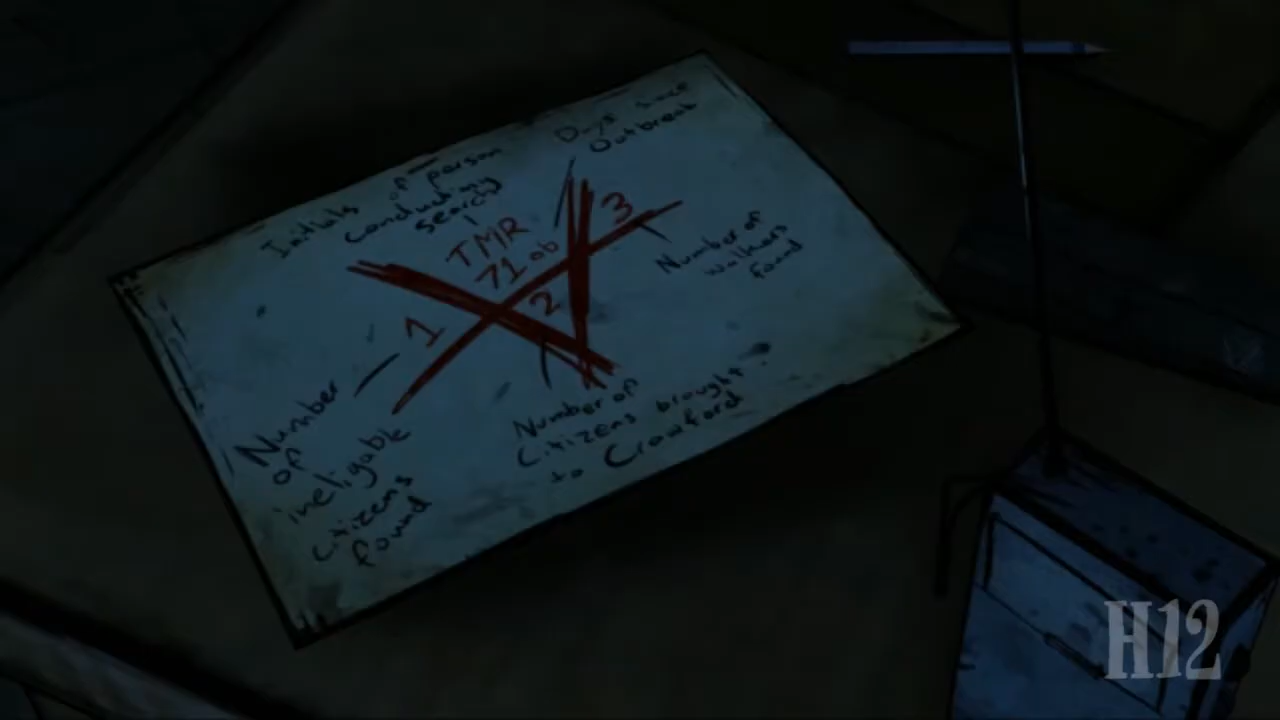 Days since
Outbreak
Initials of person
conducting
search
TMR
71 ob
3
Number of
walkers
found
1
2
Number
of
ineligable
citizens
found
Number of
Citizens brought
to Crawford
H12